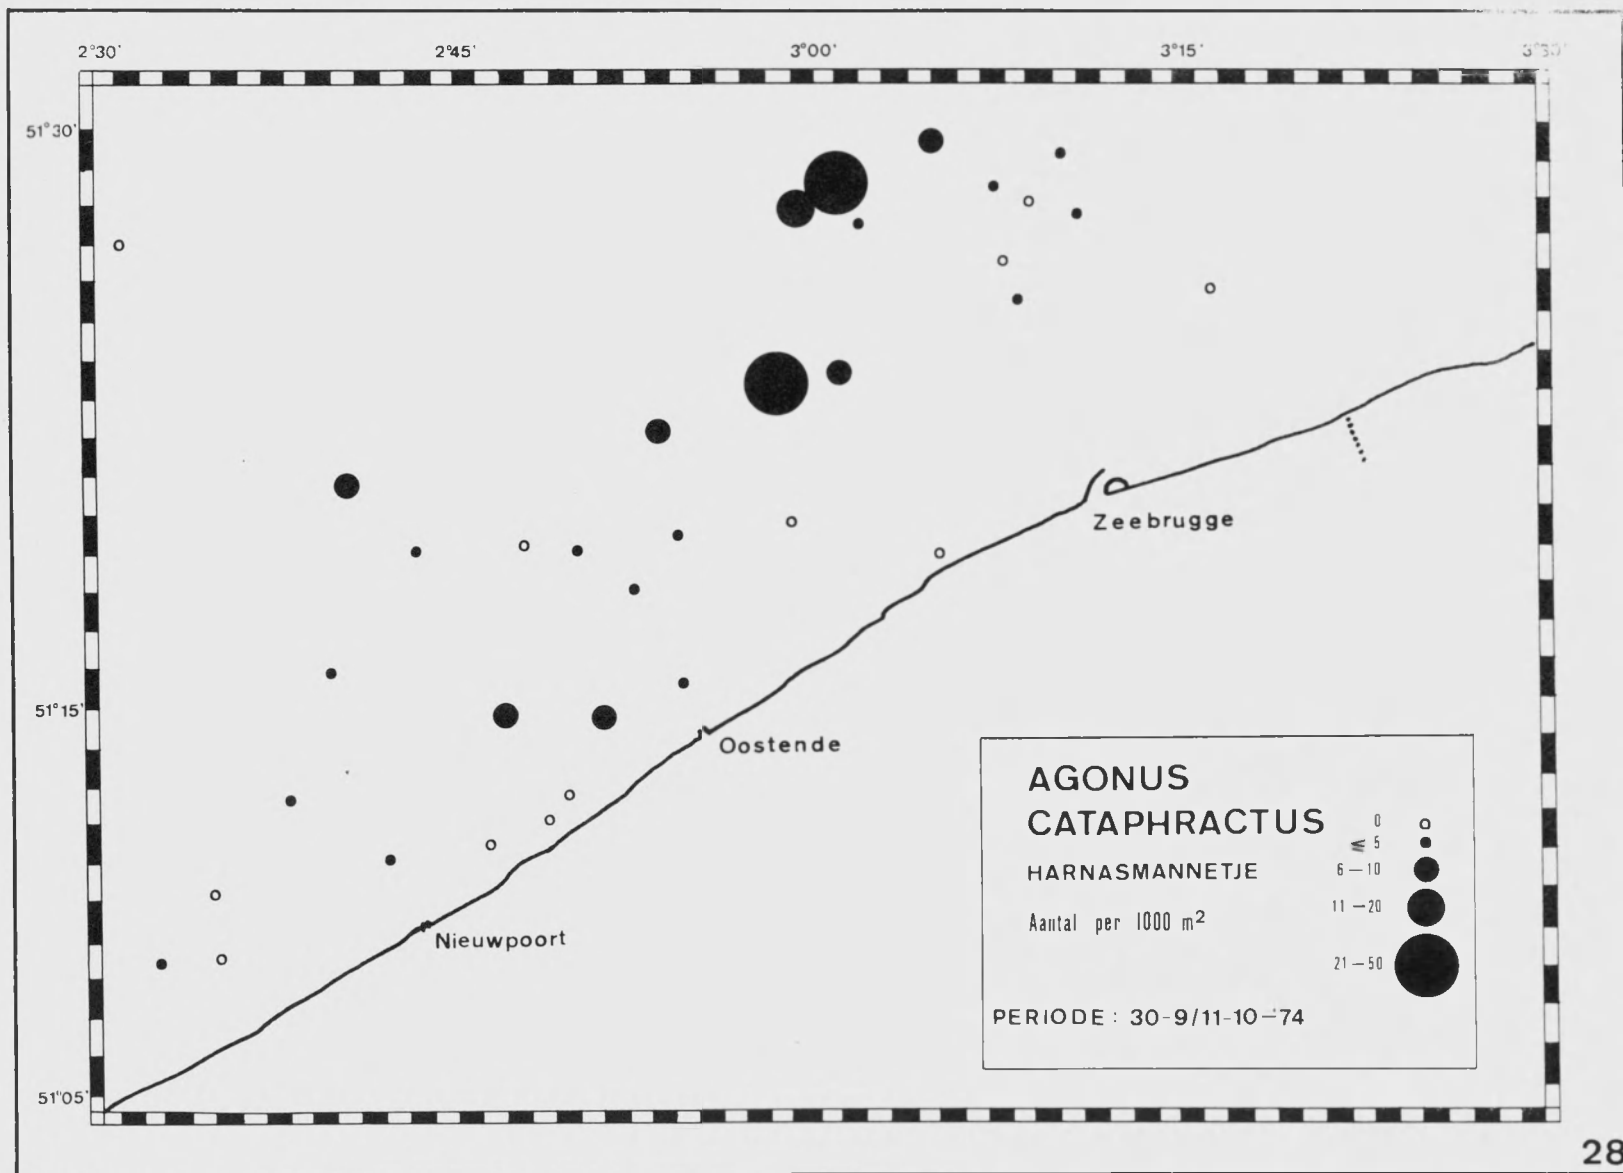 2°30' 2°45' 3°00' 3°15' 3°30'
51°30'
51°15'
51°05'
Zeebrugge
Oostende
Nieuwpoort
AGONUS
CATAPHRACTUS
HARNASMANNETJE
Aantal per 1000 m²
0
≤ 5
6–10
11–20
21–50
PERIODE: 30-9/11-10-'74
28